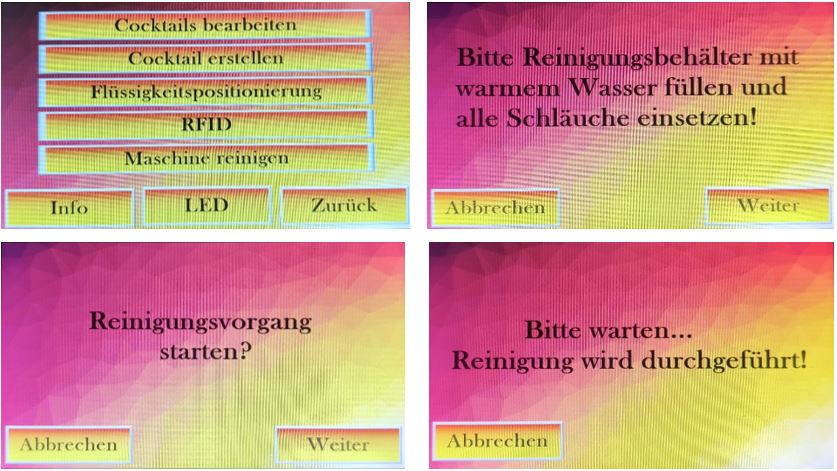 Cocktails bearbeiten
Cocktail erstellen
Flüssigkeitspositionierung
RFID
Maschine reinigen
Info
LED
Zurück
Bitte Reinigungsbehälter mit
warmem Wasser füllen und
alle Schläuche einsetzen!
Abbrechen
Weiter
Reinigungsvorgang
starten?
Abbrechen
Weiter
Bitte warten...
Reinigung wird durchgeführt!
Abbrechen